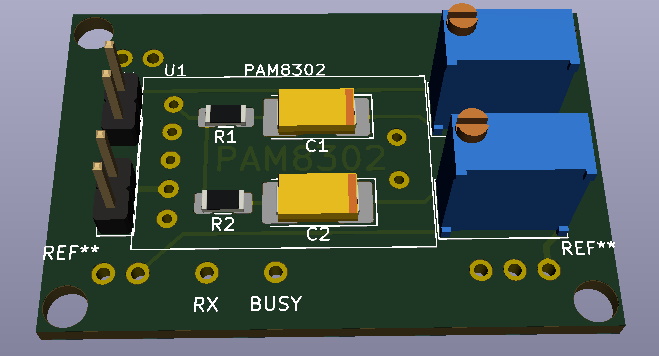 U1 PAM8302
R1
C1
PAM8302
R2
C2
REF**
REF**
RX BUSY